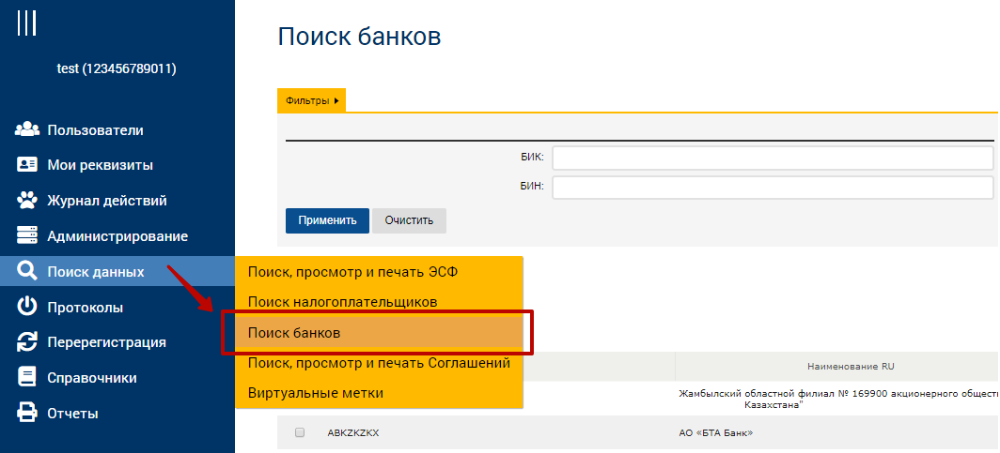 test (123456789011)
Пользователи
Мои реквизиты
Журнал действий
Администрирование
Поиск данных
Протоколы
Перерегистрация
Справочники
Отчеты
Поиск банков
Фильтры
БИК:
БИН:
Применить Очистить
Поиск, просмотр и печать ЭСФ
Поиск налогоплательщиков
Поиск банков
Поиск, просмотр и печать Соглашений
Виртуальные метки
Наименование RU
Жамбылский областной филиал № 169900 акционерного общест
Казахстана"
ABKZKZKX АО «БТА Банк»